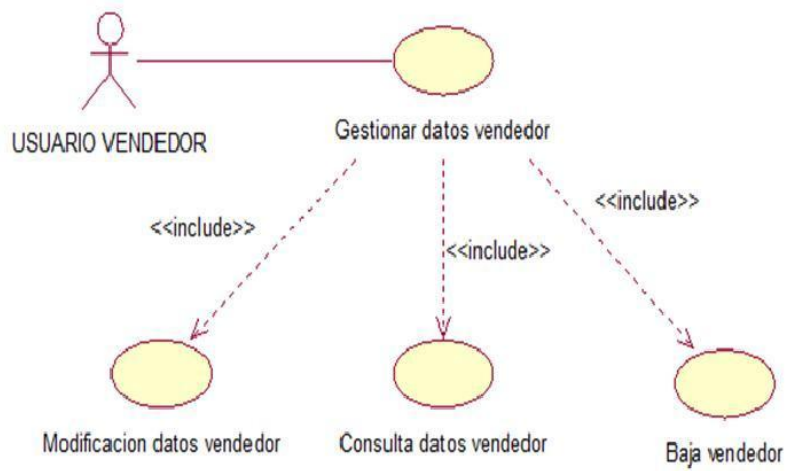 USUARIO VENDEDOR
Gestionar datos vendedor
<<include>>
<<include>>
<<include>>
Modificacion datos vendedor
Consulta datos vendedor
Baja vendedor